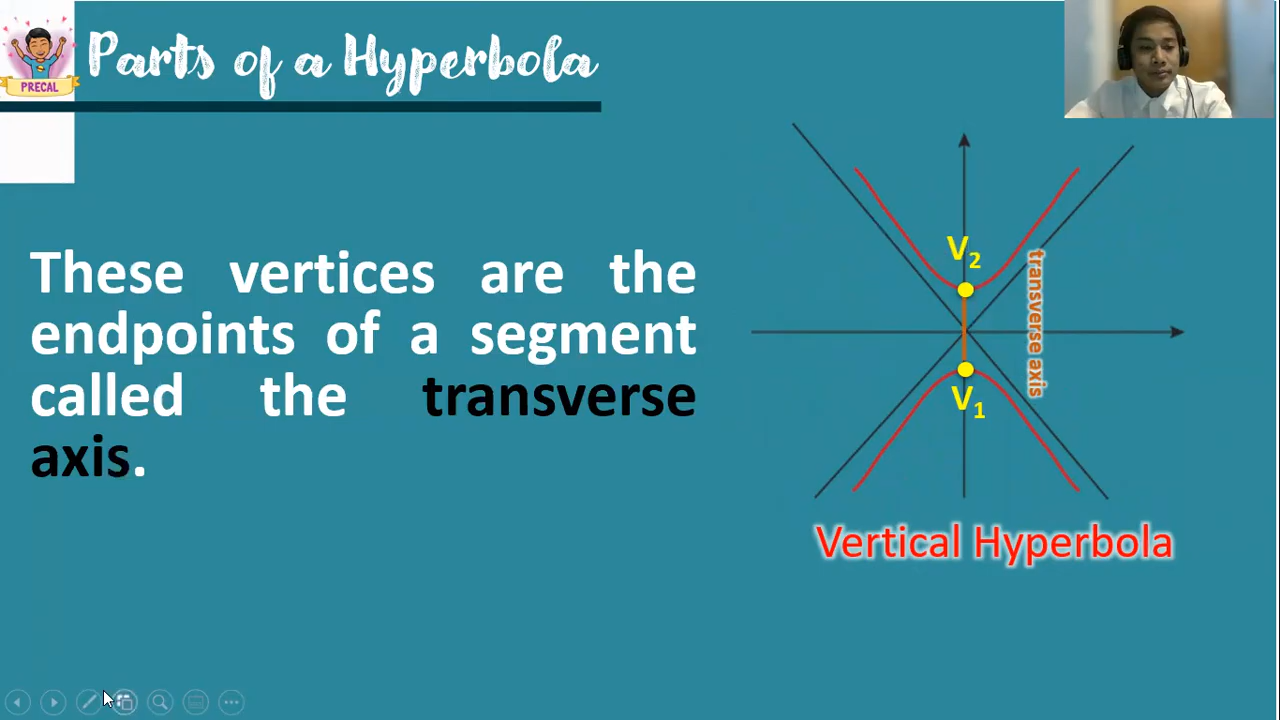 Parts of a Hyperbola
PRECAL
These vertices are the
endpoints of a segment
called the transverse
axis.
V2
transverse axis
V1
Vertical Hyperbola